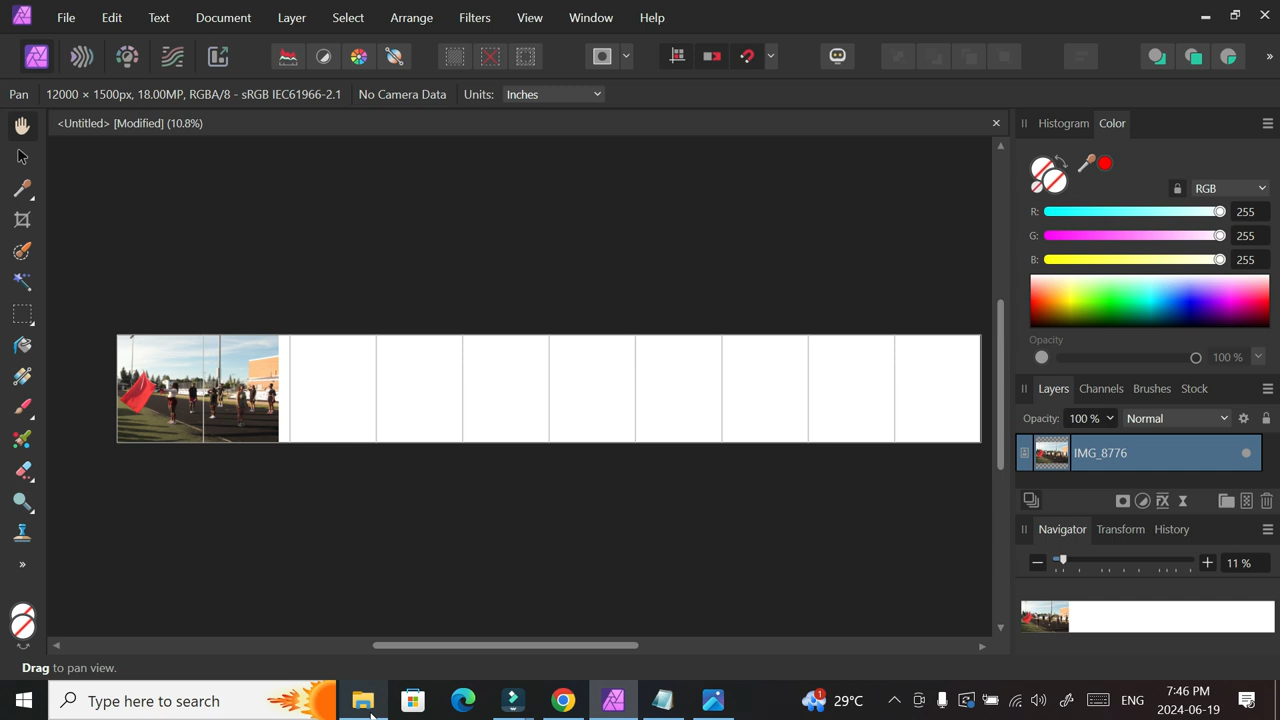 File Edit Text Document Layer Select Arrange Filters View Window Help
Pan 12000 × 1500px, 18.00MP, RGBA/8 - sRGB IEC61966-2.1 No Camera Data Units: Inches
<Untitled> [Modified] (10.8%)
Histogram Color
RGB
R: 255
G: 255
B: 255
Opacity
100 %
Layers Channels Brushes Stock
Opacity: 100 % Normal
IMG_8776
Navigator Transform History
11 %
Drag to pan view.
Type here to search
1
29°C
ENG
7:46 PM
2024-06-19
3